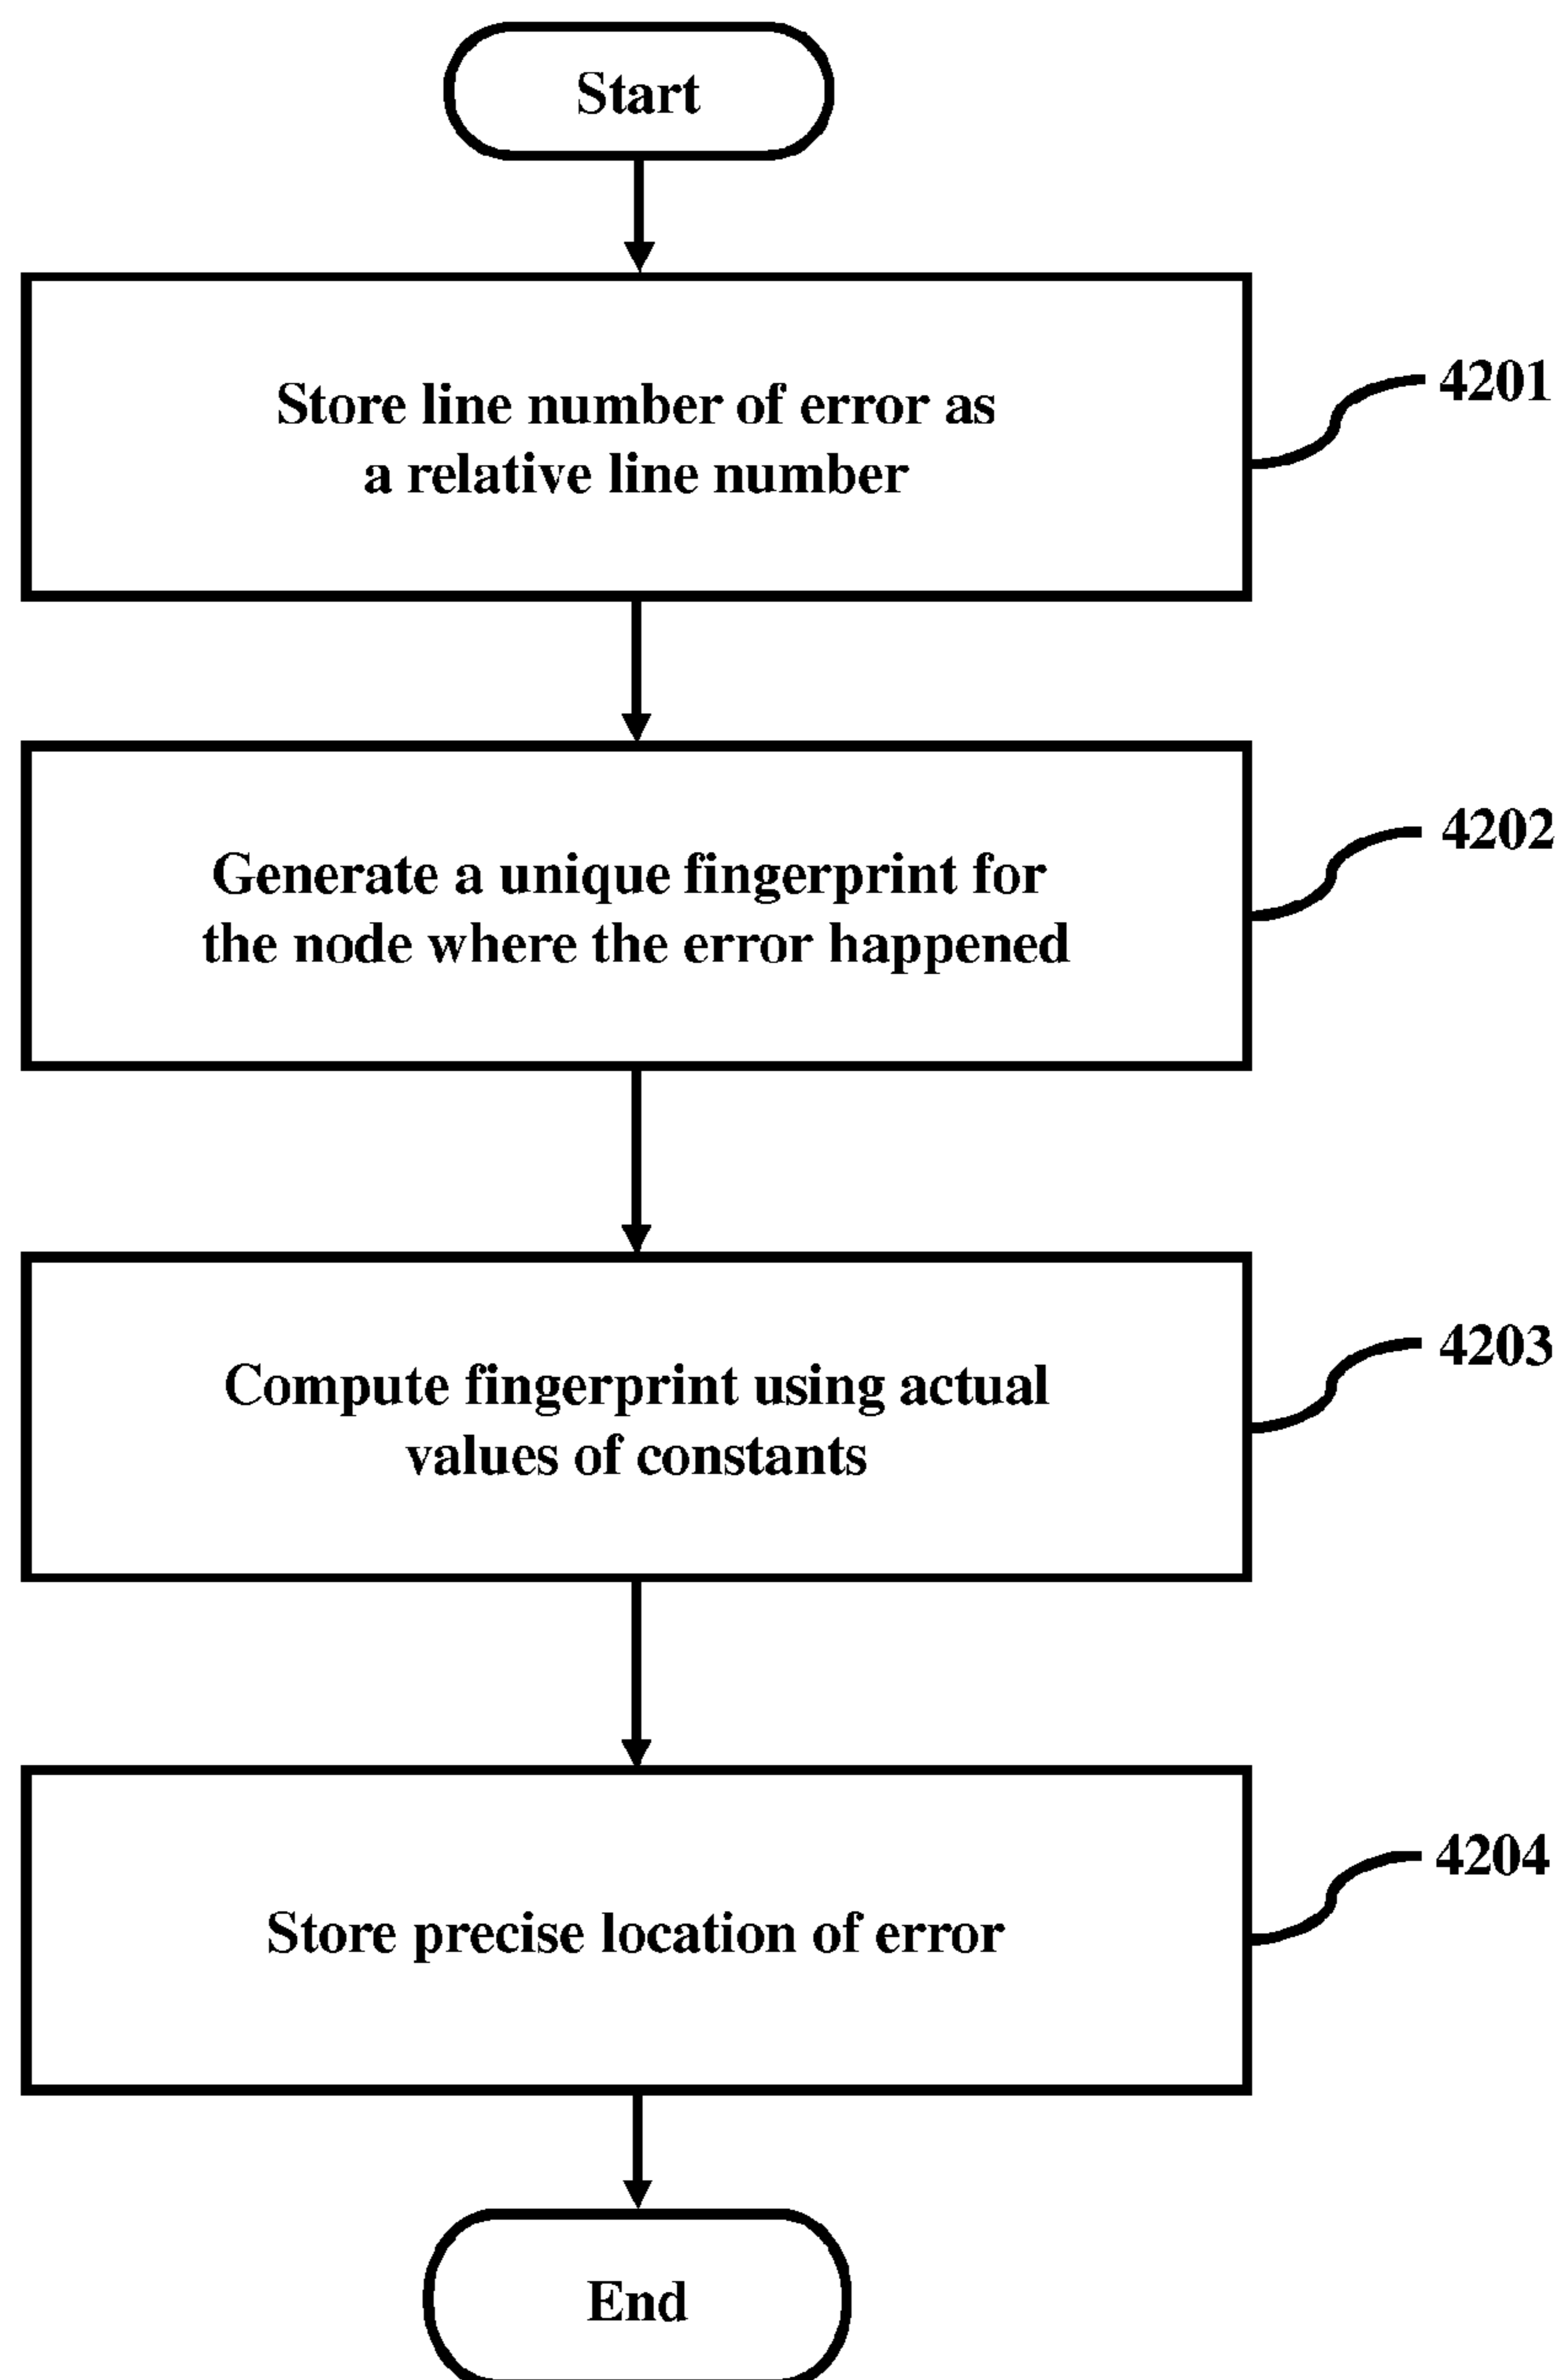 Start
Store line number of error as
a relative line number
4201
Generate a unique fingerprint for
the node where the error happened
4202
Compute fingerprint using actual
values of constants
4203
Store precise location of error
4204
End